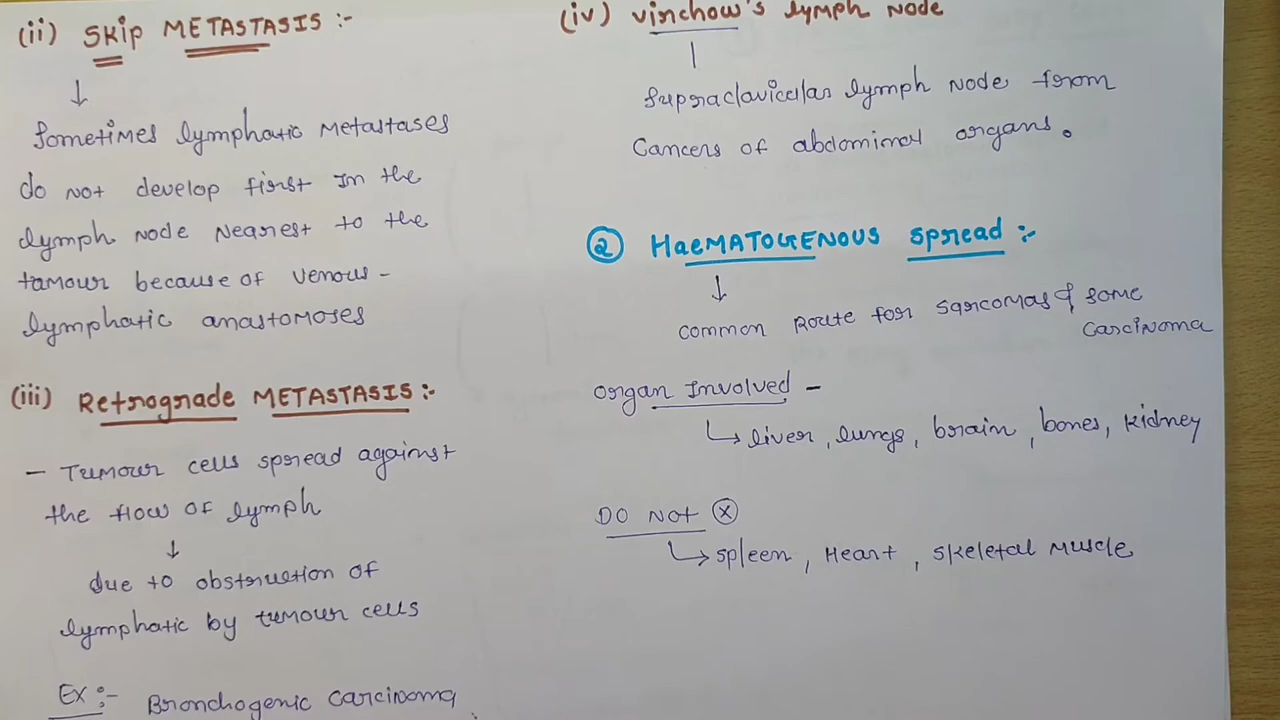 (ii) SKIP METASTASIS :-
↓
Sometimes lymphatic metastases
do not develop first in the
lymph node nearest to the
tamour because of venous -
lymphatic anastomoses
(iii) Retrograde METASTASIS :-
- Tumour cells spread against
the flow of lymph
↓
due to obstruction of
lymphatic by tumour cells
Ex :- Bronchogenic carcinoma
(iv) virchow's lymph Node
Supraclavicular lymph Node from
Cancers of abdominal organs.
② HaeMATOGENOUS spread :-
↓
common Route for sarcomas & some
carcinoma
organ Involved -
↳ liver, lungs, brain, bones, kidney
DO NOT ⓧ
↳ spleen, Heart, skeletal Muscle